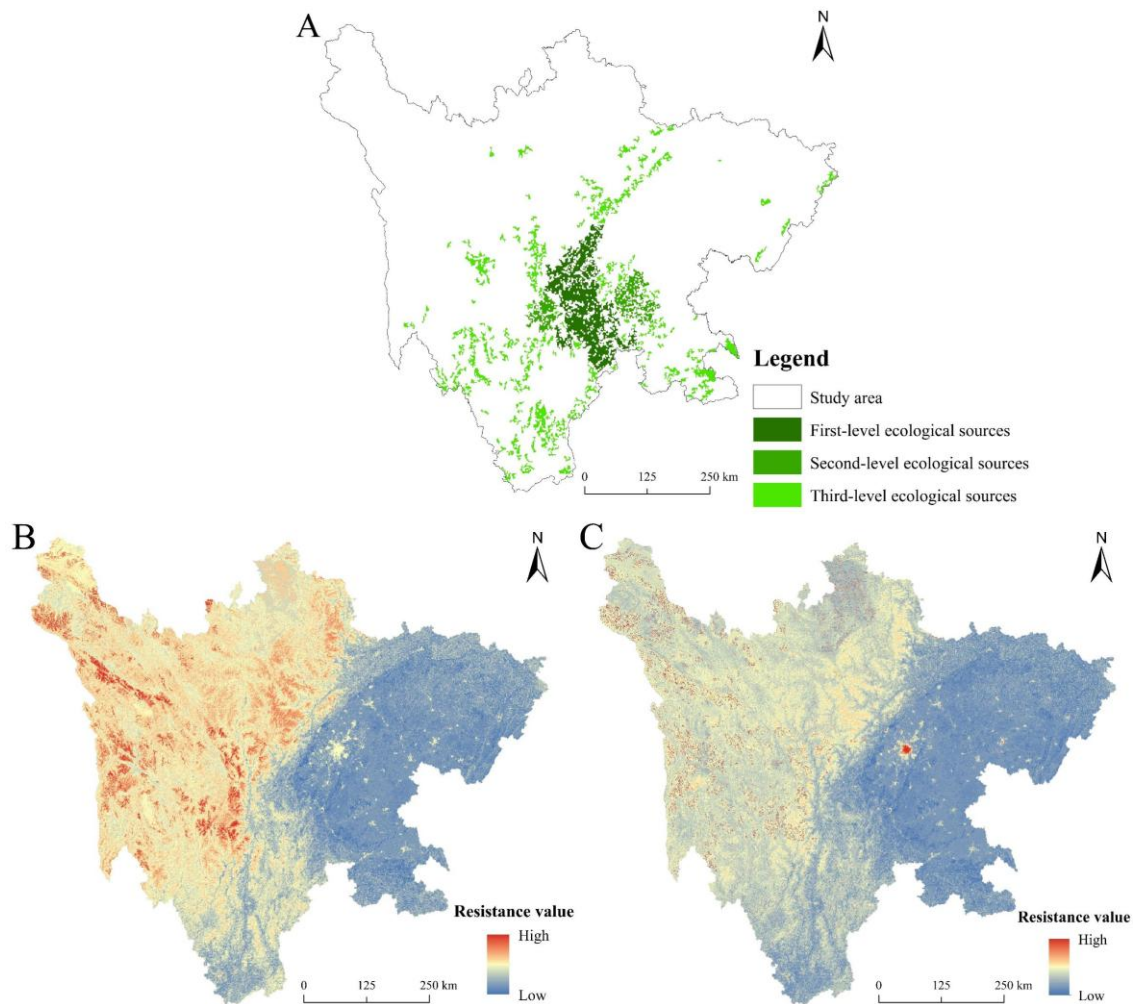 A
N
Legend
Study area
First-level ecological sources
Second-level ecological sources
Third-level ecological sources
0 125 250 km
B
N
Resistance value
High
Low
0 125 250 km
C
N
Resistance value
High
Low
0 125 250 km